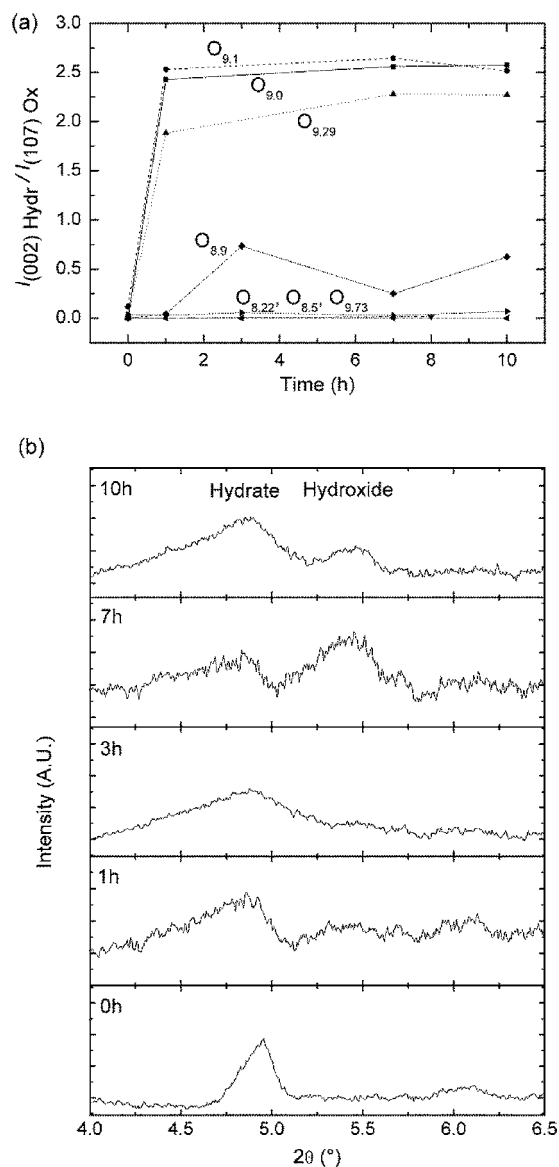 (a)
3.0
2.5
2.0
1.5
1.0
0.5
0.0
I(002) Hydr / I(107) Ox
O9.1
O9.0
O9.29
O8.9
O8.22, O8.5, O9.73
0 2 4 6 8 10
Time (h)
(b)
10h Hydrate Hydroxide
7h
3h
1h
0h
Intensity (A.U.)
4.0 4.5 5.0 5.5 6.0 6.5
2θ (°)